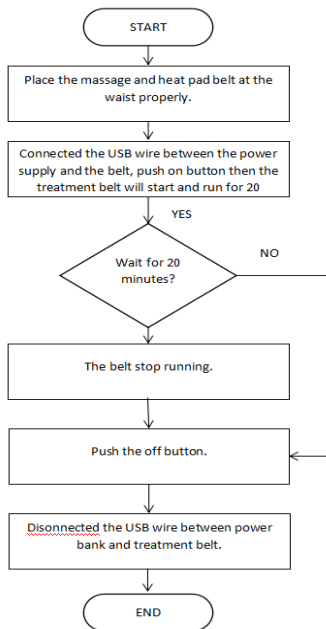 START
Place the massage and heat pad belt at the
waist properly.
Connected the USB wire between the power
supply and the belt, push on button then the
treatment belt will start and run for 20
YES
Wait for 20
minutes?
NO
The belt stop running.
Push the off button.
Disonnected the USB wire between power
bank and treatment belt.
END